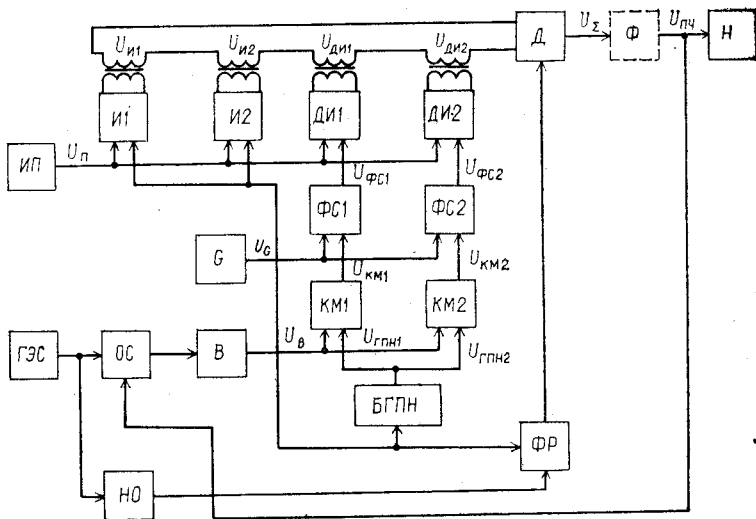 U_И1 U_И2 U_ДИ1 U_ДИ2 Д U_Σ Ф U_ПЧ Н
И1 И2 ДИ1 ДИ2
ИП U_П
U_ФС1 U_ФС2
ФС1 ФС2
G U_G
U_КМ1 U_КМ2
КМ1 КМ2
ГЭС ОС В U_В U_ГПН1 U_ГПН2
БГПН
ФР
НО